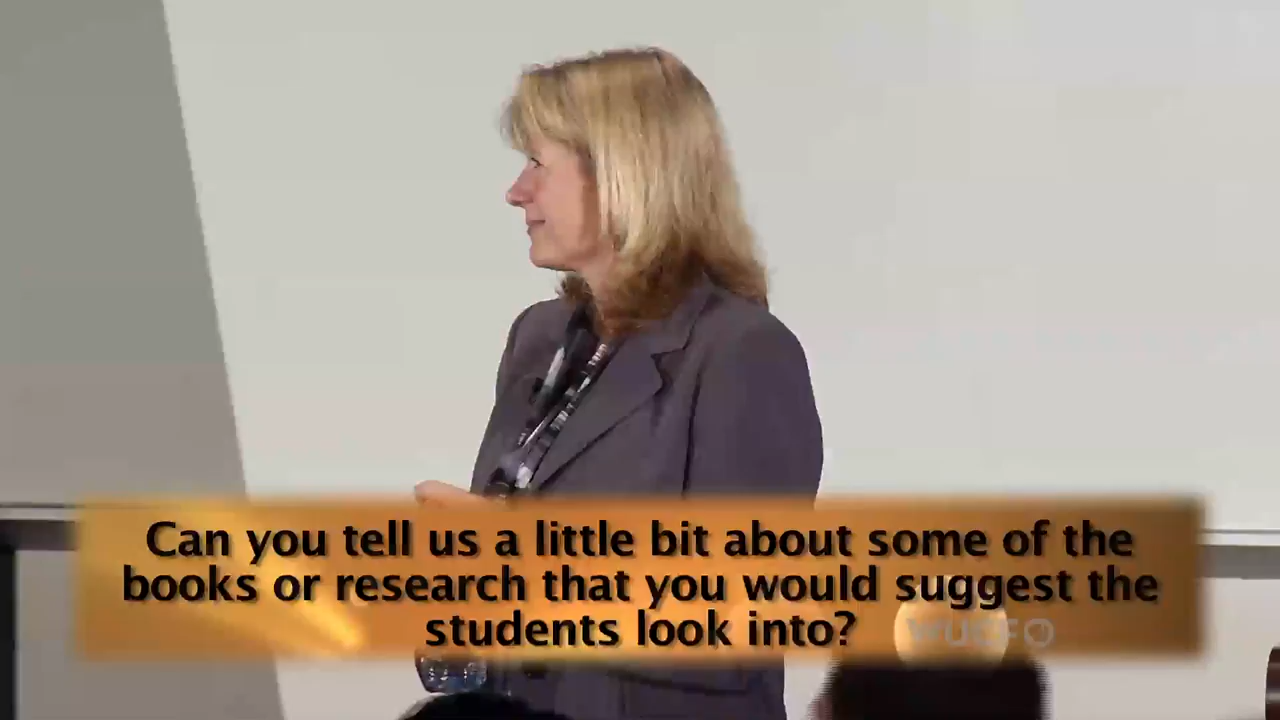 Can you tell us a little bit about some of the
books or research that you would suggest the
students look into?
WUCF